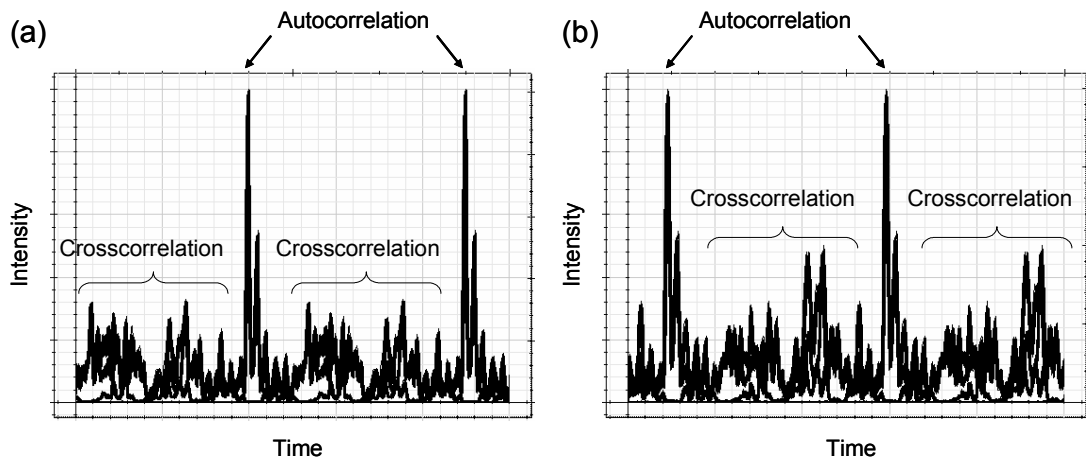 (a)
Autocorrelation
Intensity
Crosscorrelation
Crosscorrelation
Time
(b)
Autocorrelation
Intensity
Crosscorrelation
Crosscorrelation
Time